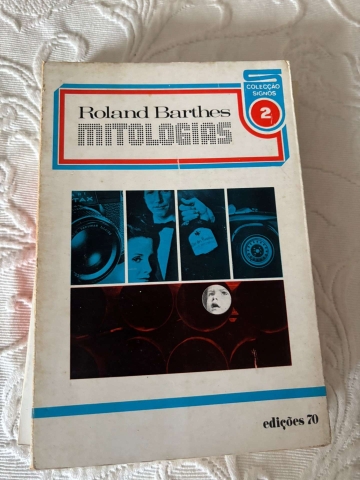 COLECÇÃO
SIGNOS
2
Roland Barthes
MITOLOGIAS
edições 70